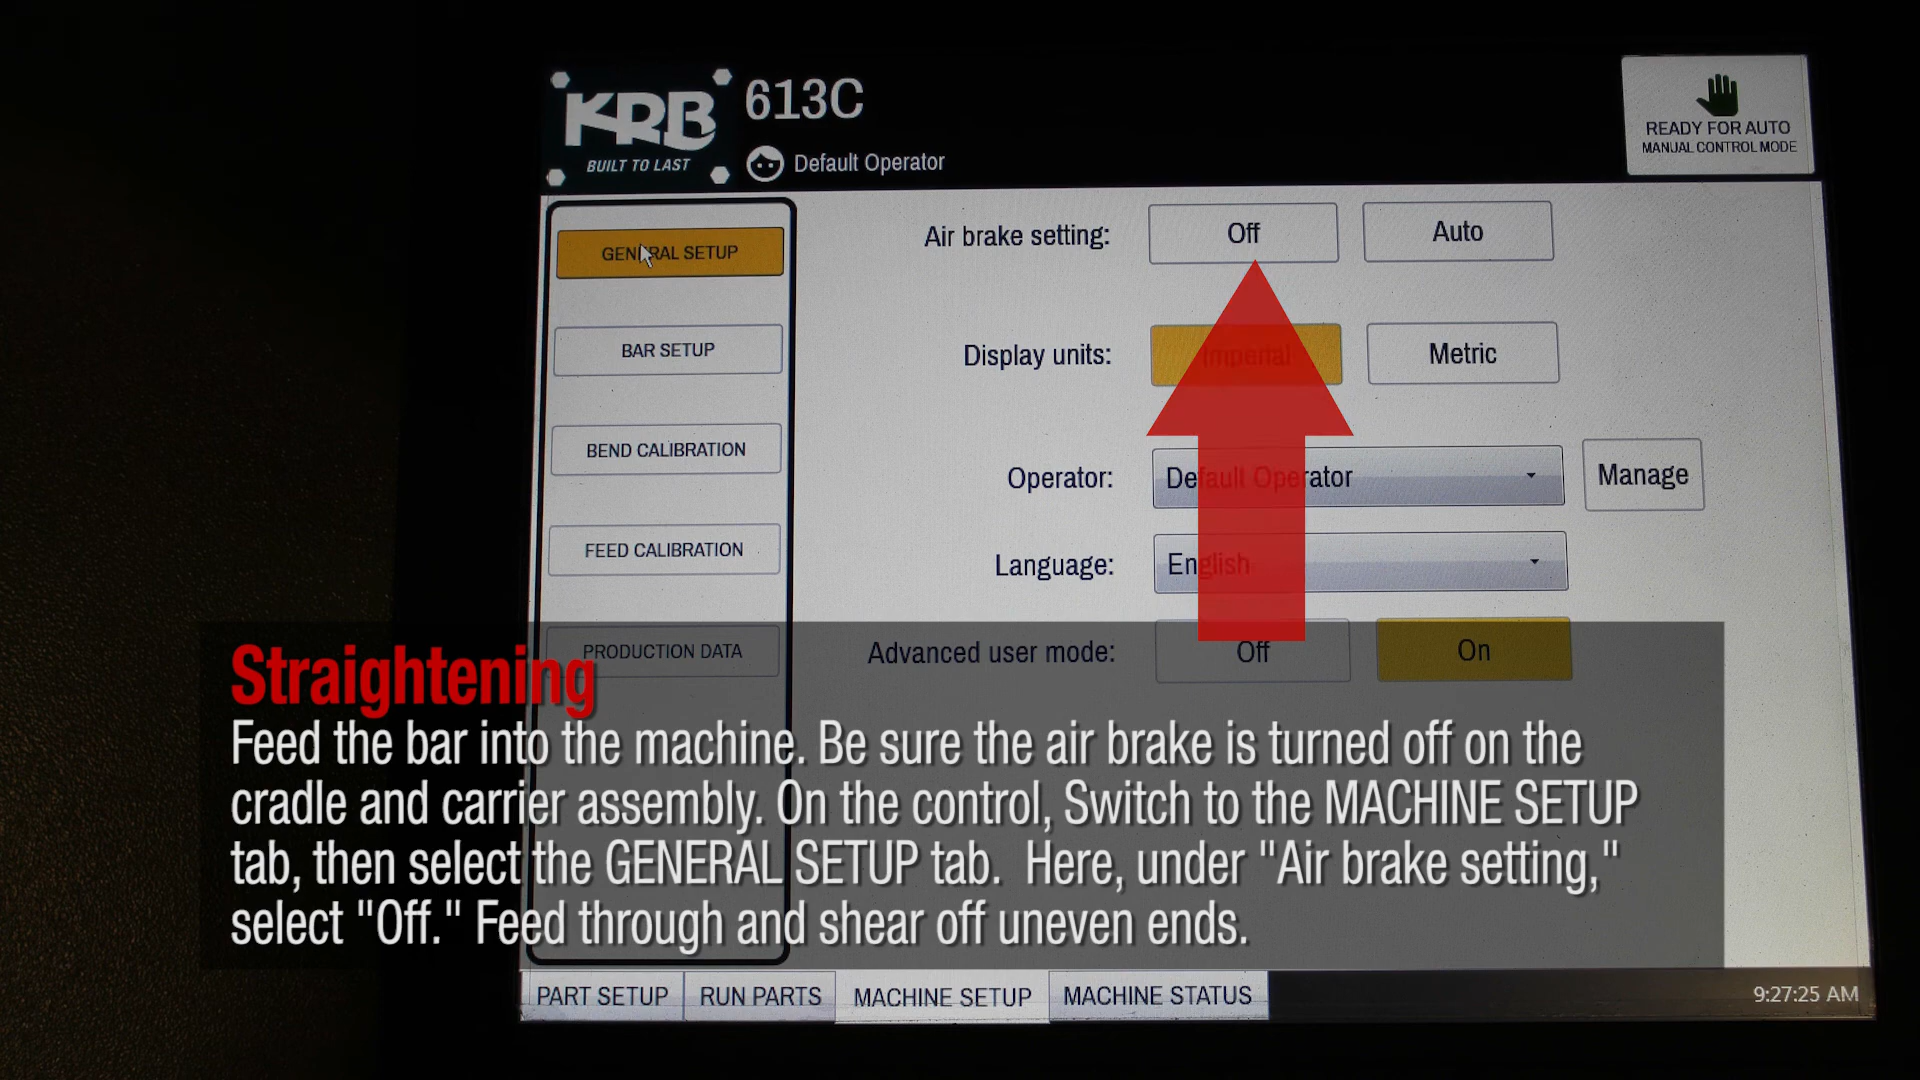 KRB
BUILT TO LAST
613C
Default Operator
READY FOR AUTO
MANUAL CONTROL MODE
GENERAL SETUP
BAR SETUP
BEND CALIBRATION
FEED CALIBRATION
PRODUCTION DATA
Air brake setting: Off Auto
Display units: Imperial Metric
Operator: Default Operator Manage
Language: English
Advanced user mode: Off On
Straightening
Feed the bar into the machine. Be sure the air brake is turned off on the
cradle and carrier assembly. On the control, Switch to the MACHINE SETUP
tab, then select the GENERAL SETUP tab.  Here, under "Air brake setting,"
select "Off." Feed through and shear off uneven ends.
PART SETUP RUN PARTS MACHINE SETUP MACHINE STATUS 9:27:25 AM